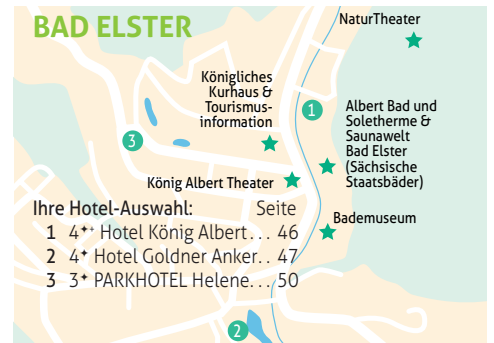 BAD ELSTER
NaturTheater
Königliches
Kurhaus &
Tourismus-
information
1
Albert Bad und
Soletherme &
Saunawelt
Bad Elster
(Sächsische
Staatsbäder)
3
König Albert Theater
Bademuseum
Ihre Hotel-Auswahl: Seite
1 4✦+ Hotel König Albert... 46
2 4✦ Hotel Goldner Anker.. 47
3 3✦ PARKHOTEL Helene... 50
2